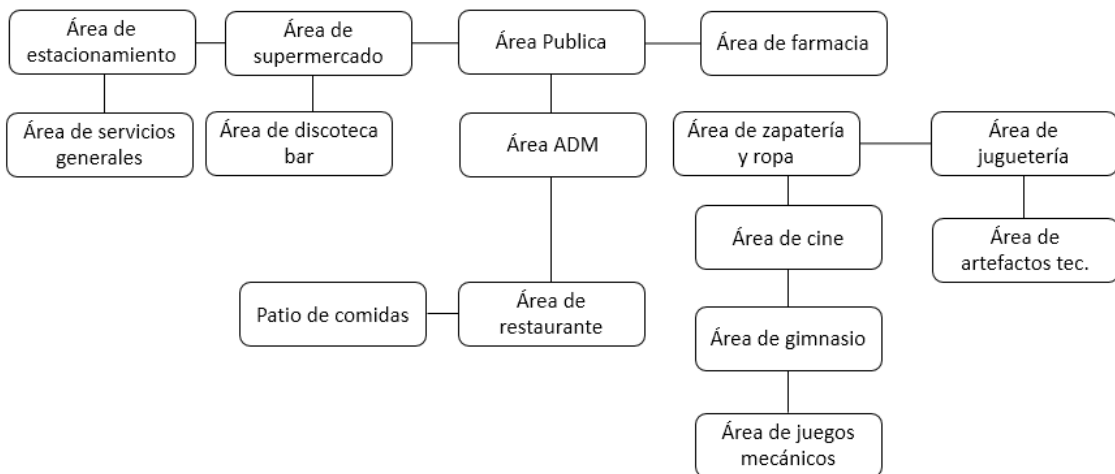 Área de
estacionamiento
Área de
supermercado
Área Publica
Área de farmacia
Área de servicios
generales
Área de discoteca
bar
Área ADM
Área de zapatería
y ropa
Área de
juguetería
Área de cine
Área de
artefactos tec.
Patio de comidas
Área de
restaurante
Área de gimnasio
Área de juegos
mecánicos